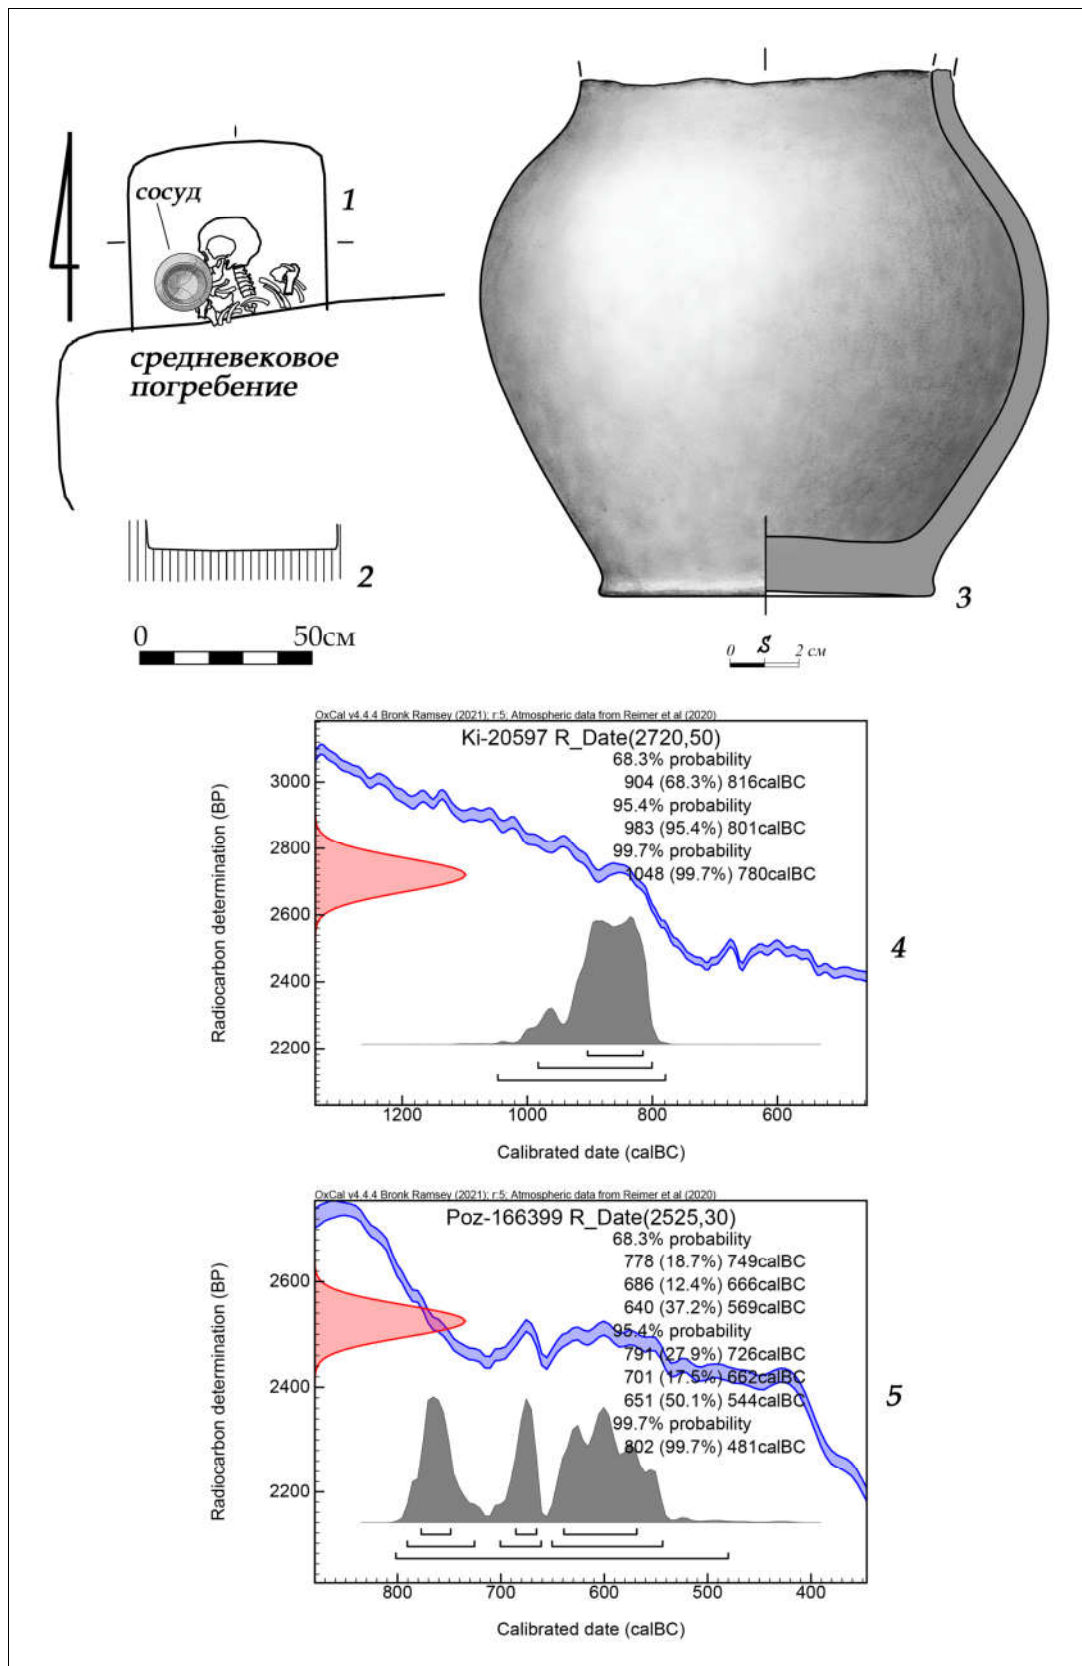 сосуд
1
средневековое
погребение
2
0 50см
3
0 S 2 см
OxCal v4.4.4 Bronk Ramsey (2021); r:5; Atmospheric data from Reimer et al (2020)
Ki-20597 R_Date(2720,50)
68.3% probability
904 (68.3%) 816calBC
95.4% probability
983 (95.4%) 801calBC
99.7% probability
1048 (99.7%) 780calBC
Radiocarbon determination (BP)
3000
2800
2600
2400
2200
1200 1000 800 600
Calibrated date (calBC)
4
OxCal v4.4.4 Bronk Ramsey (2021); r:5; Atmospheric data from Reimer et al (2020)
Poz-166399 R_Date(2525,30)
68.3% probability
778 (18.7%) 749calBC
686 (12.4%) 666calBC
640 (37.2%) 569calBC
95.4% probability
791 (27.9%) 726calBC
701 (17.5%) 662calBC
651 (50.1%) 544calBC
99.7% probability
802 (99.7%) 481calBC
Radiocarbon determination (BP)
2600
2400
2200
800 700 600 500 400
Calibrated date (calBC)
5